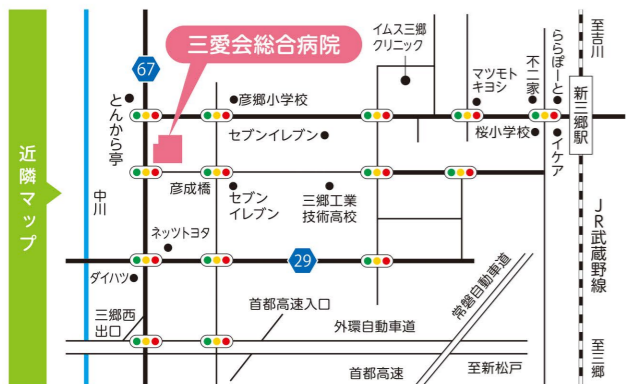 近隣マップ
三愛会総合病院
67
とんから亭
中川
彦郷小学校
セブンイレブン
イムス三郷
クリニック
マツモト
キヨシ
不二家
ららぽーと
至吉川
新三郷駅
桜小学校
イケア
彦成橋
セブン
イレブン
三郷工業
技術高校
ネッツトヨタ
29
ダイハツ
JR武蔵野線
常磐自動車道
三郷西
出口
首都高速入口
外環自動車道
首都高速
至新松戸
至三郷